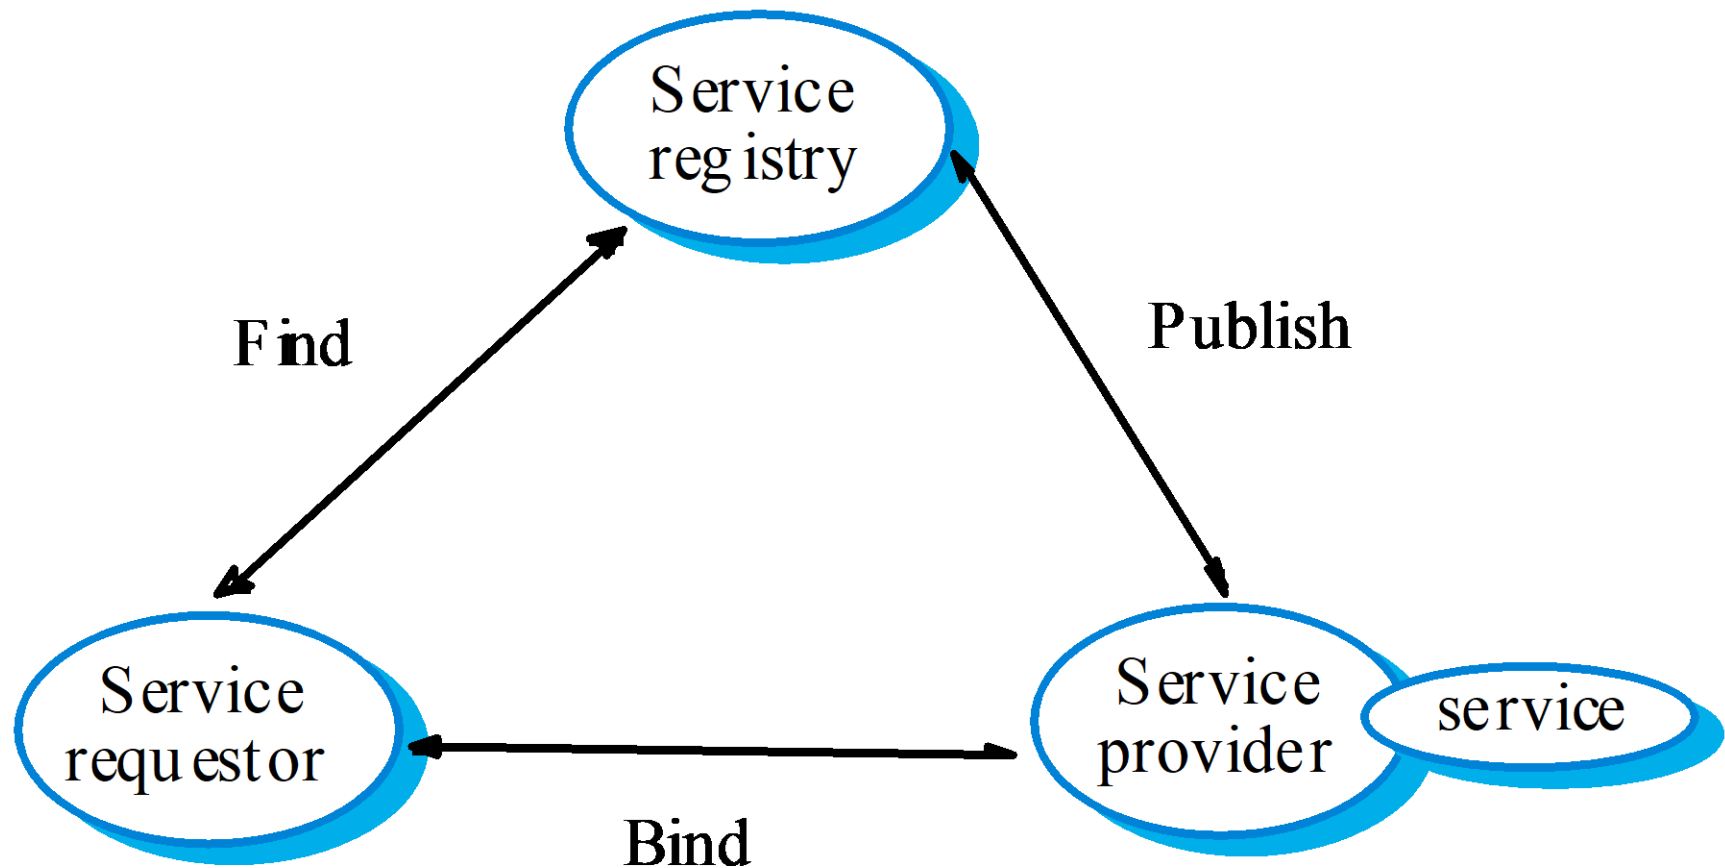 Service
registry
Find
Publish
Service
requestor
Service
provider
service
Bind